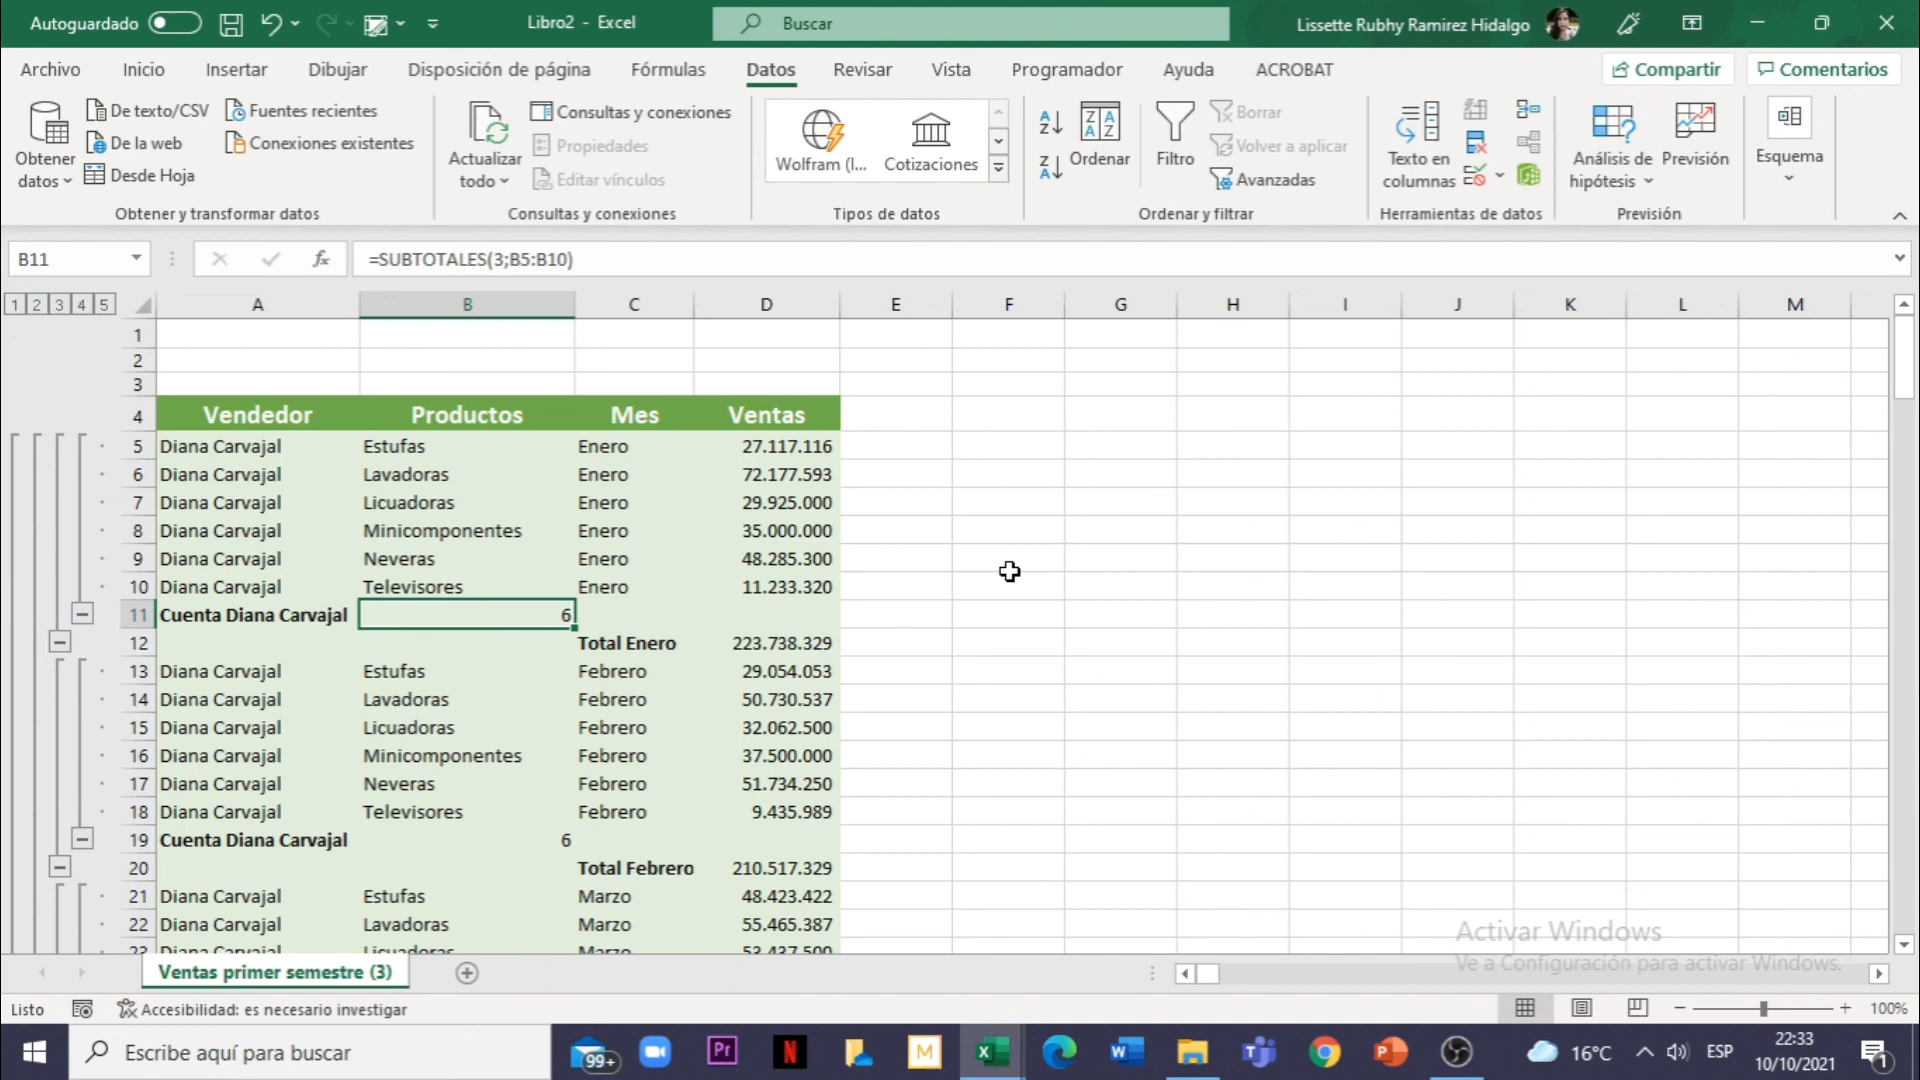 Autoguardado
Libro2 - Excel
Buscar
Lissette Rubhy Ramirez Hidalgo
Archivo Inicio Insertar Dibujar Disposición de página Fórmulas Datos Revisar Vista Programador Ayuda ACROBAT
Compartir
Comentarios
Obtener datos
De texto/CSV
De la web
Desde Hoja
Fuentes recientes
Conexiones existentes
Obtener y transformar datos
Actualizar todo
Consultas y conexiones
Propiedades
Editar vínculos
Consultas y conexiones
Wolfram (I...
Cotizaciones
Tipos de datos
Ordenar
Filtro
Borrar
Volver a aplicar
Avanzadas
Ordenar y filtrar
Texto en columnas
Herramientas de datos
Análisis de hipótesis
Previsión
Previsión
Esquema
B11
fx
=SUBTOTALES(3;B5:B10)
1 2 3 4 5
A B C D E F G H I J K L M
1
2
3
4 Vendedor Productos Mes Ventas
5 Diana Carvajal Estufas Enero 27.117.116
6 Diana Carvajal Lavadoras Enero 72.177.593
7 Diana Carvajal Licuadoras Enero 29.925.000
8 Diana Carvajal Minicomponentes Enero 35.000.000
9 Diana Carvajal Neveras Enero 48.285.300
10 Diana Carvajal Televisores Enero 11.233.320
11 Cuenta Diana Carvajal 6
12 Total Enero 223.738.329
13 Diana Carvajal Estufas Febrero 29.054.053
14 Diana Carvajal Lavadoras Febrero 50.730.537
15 Diana Carvajal Licuadoras Febrero 32.062.500
16 Diana Carvajal Minicomponentes Febrero 37.500.000
17 Diana Carvajal Neveras Febrero 51.734.250
18 Diana Carvajal Televisores Febrero 9.435.989
19 Cuenta Diana Carvajal 6
20 Total Febrero 210.517.329
21 Diana Carvajal Estufas Marzo 48.423.422
22 Diana Carvajal Lavadoras Marzo 55.465.387
23 Diana Carvajal Licuadoras Marzo 53.437.500
Activar Windows
Ve a Configuración para activar Windows.
Ventas primer semestre (3)
Listo
Accesibilidad: es necesario investigar
100%
Escribe aquí para buscar
99+
Pr
N
M
X
W
T
P
16°C
ESP
22:33
10/10/2021
1